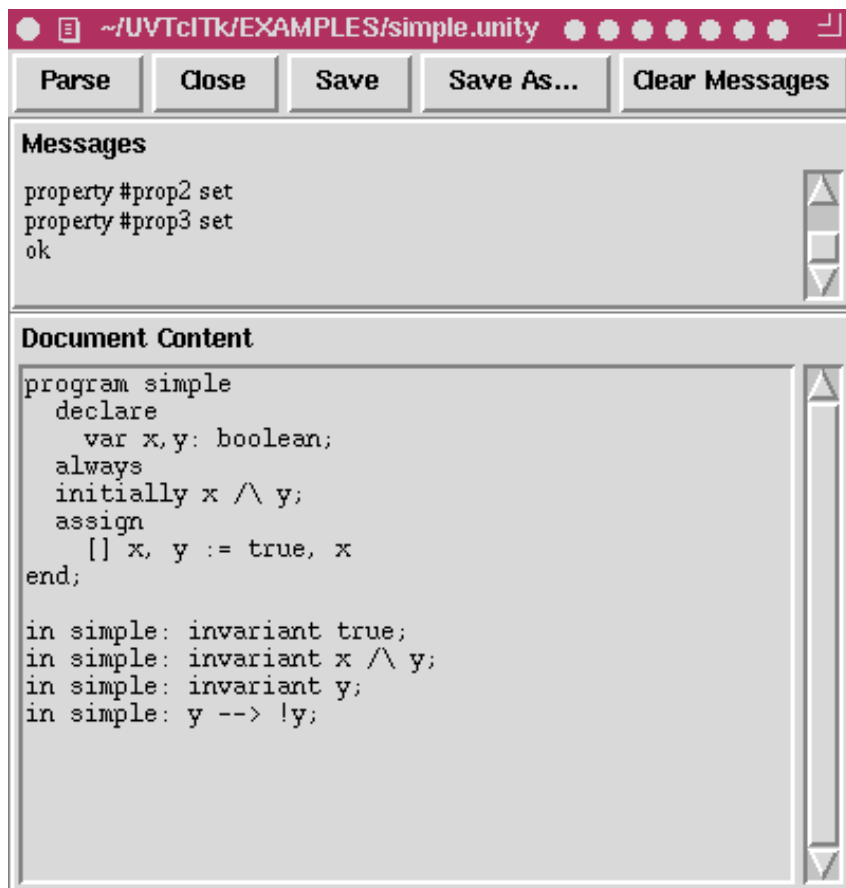 ~/UVTclTk/EXAMPLES/simple.unity
Parse Close Save Save As... Clear Messages
Messages
property #prop2 set
property #prop3 set
ok
Document Content
program simple
  declare
    var x,y: boolean;
  always
  initially x /\ y;
  assign
    [] x, y := true, x
end;

in simple: invariant true;
in simple: invariant x /\ y;
in simple: invariant y;
in simple: y --> !y;